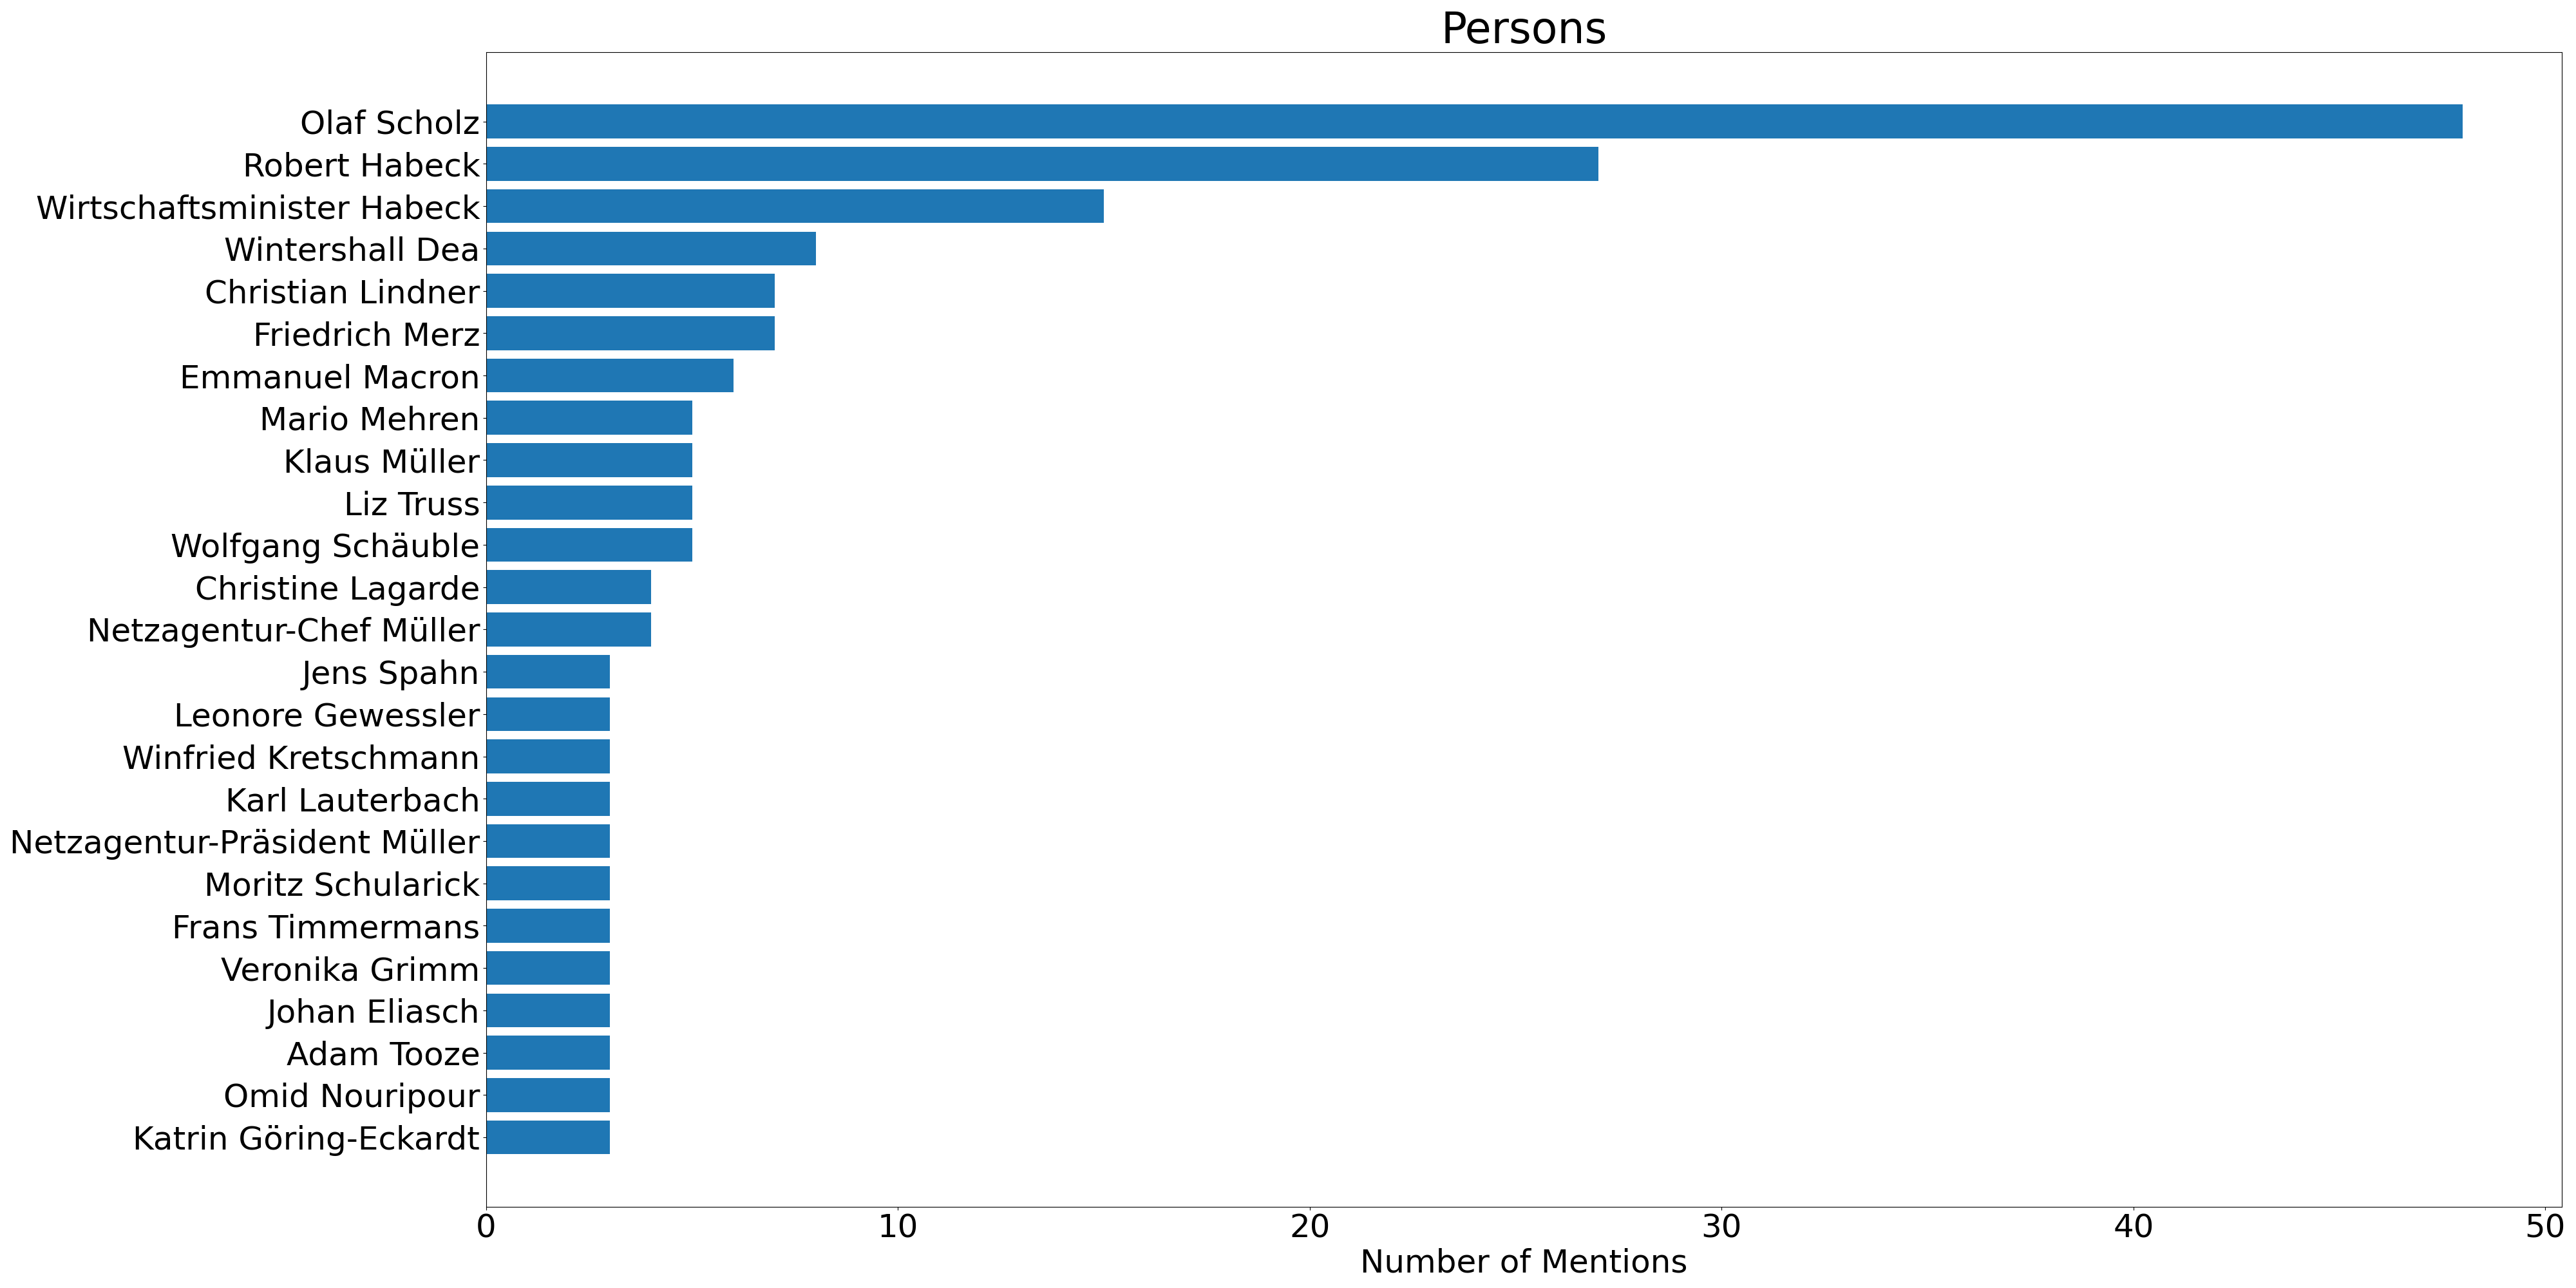 Persons
Olaf Scholz
Robert Habeck
Wirtschaftsminister Habeck
Wintershall Dea
Christian Lindner
Friedrich Merz
Emmanuel Macron
Mario Mehren
Klaus Müller
Liz Truss
Wolfgang Schäuble
Christine Lagarde
Netzagentur-Chef Müller
Jens Spahn
Leonore Gewessler
Winfried Kretschmann
Karl Lauterbach
Netzagentur-Präsident Müller
Moritz Schularick
Frans Timmermans
Veronika Grimm
Johan Eliasch
Adam Tooze
Omid Nouripour
Katrin Göring-Eckardt
0 10 20 30 40 50
Number of Mentions